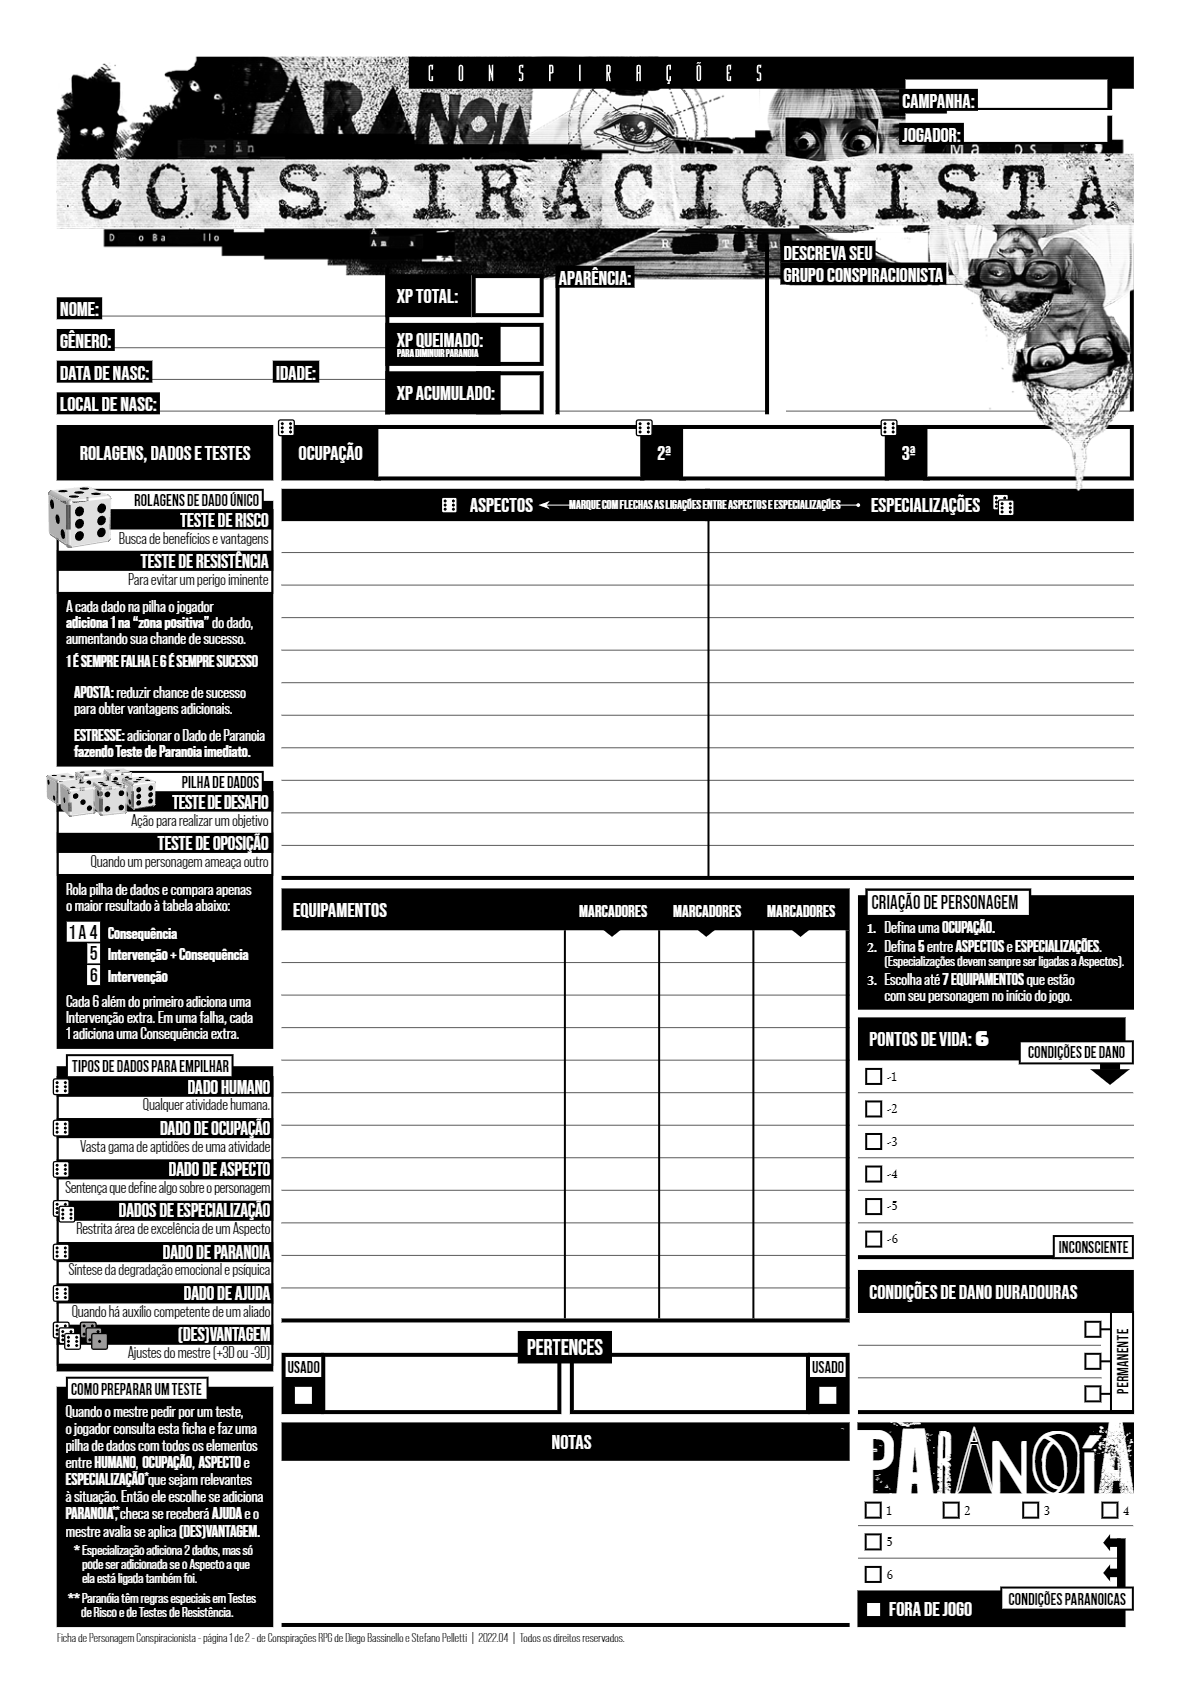 CONSPIRAÇÕES
PARANOIA
CAMPANHA:
JOGADOR:
CONSPIRACIONISTA
DESCREVA SEU
GRUPO CONSPIRACIONISTA
APARÊNCIA:
XP TOTAL:
NOME:
XP QUEIMADO:
PARA DIMINUIR PARANOIA
GÊNERO:
DATA DE NASC:
IDADE:
XP ACUMULADO:
LOCAL DE NASC:
ROLAGENS, DADOS E TESTES
OCUPAÇÃO
2ª
3ª
ROLAGENS DE DADO ÚNICO
TESTE DE RISCO
Busca de benefícios e vantagens
TESTE DE RESISTÊNCIA
Para evitar um perigo iminente
A cada dado na pilha o jogador
adiciona 1 na “zona positiva” do dado,
aumentando sua chande de sucesso.
1 É SEMPRE FALHA E 6 É SEMPRE SUCESSO
APOSTA: reduzir chance de sucesso
para obter vantagens adicionais.
ESTRESSE: adicionar o Dado de Paranoia
fazendo Teste de Paranoia imediato.
PILHA DE DADOS
TESTE DE DESAFIO
Ação para realizar um objetivo
TESTE DE OPOSIÇÃO
Quando um personagem ameaça outro
Rola pilha de dados e compara apenas
o maior resultado à tabela abaixo:
1 A 4 Consequência
5 Intervenção + Consequência
6 Intervenção
Cada 6 além do primeiro adiciona uma
Intervenção extra. Em uma falha, cada
1 adiciona uma Consequência extra.
TIPOS DE DADOS PARA EMPILHAR
DADO HUMANO
Qualquer atividade humana.
DADO DE OCUPAÇÃO
Vasta gama de aptidões de uma atividade
DADO DE ASPECTO
Sentença que define algo sobre o personagem
DADOS DE ESPECIALIZAÇÃO
Restrita área de excelência de um Aspecto
DADO DE PARANOIA
Síntese da degradação emocional e psíquica
DADO DE AJUDA
Quando há auxílio competente de um aliado
(DES)VANTAGEM
Ajustes do mestre (+3D ou -3D)
COMO PREPARAR UM TESTE
Quando o mestre pedir por um teste,
o jogador consulta esta ficha e faz uma
pilha de dados com todos os elementos
entre HUMANO, OCUPAÇÃO, ASPECTO e
ESPECIALIZAÇÃO* que sejam relevantes
à situação. Então ele escolhe se adiciona
PARANOIA**, checa se receberá AJUDA e o
mestre avalia se aplica (DES)VANTAGEM.
* Especialização adiciona 2 dados, mas só
pode ser adicionada se o Aspecto a que
ela está ligada também foi.
** Paranóia têm regras especiais em Testes
de Risco e de Testes de Resistência.
ASPECTOS
MARQUE COM FLECHAS AS LIGAÇÕES ENTRE ASPECTOS E ESPECIALIZAÇÕES
ESPECIALIZAÇÕES
EQUIPAMENTOS
MARCADORES
MARCADORES
MARCADORES
PERTENCES
USADO
USADO
NOTAS
CRIAÇÃO DE PERSONAGEM
1. Defina uma OCUPAÇÃO.
2. Defina 5 entre ASPECTOS e ESPECIALIZAÇÕES.
(Especializações devem sempre ser ligadas a Aspectos).
3. Escolha até 7 EQUIPAMENTOS que estão
com seu personagem no início do jogo.
PONTOS DE VIDA: 6
CONDIÇÕES DE DANO
-1
-2
-3
-4
-5
-6
INCONSCIENTE
CONDIÇÕES DE DANO DURADOURAS
PERMANENTE
PARANOÍA
1 2 3 4
5
6
CONDIÇÕES PARANOICAS
FORA DE JOGO
Ficha de Personagem Conspiracionista - página 1 de 2 - de Conspirações RPG de Diego Bassinello e Stefano Pelletti | 2022.04 | Todos os direitos reservados.